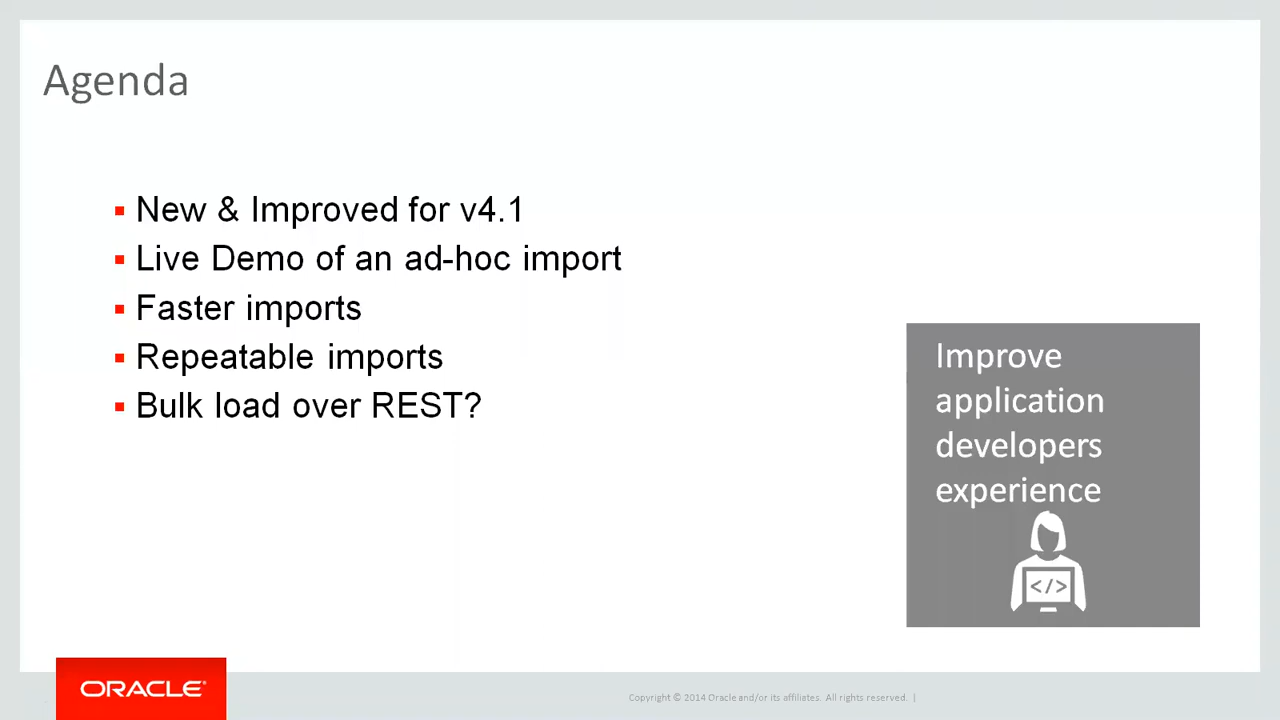 Agenda
New & Improved for v4.1
Live Demo of an ad-hoc import
Faster imports
Repeatable imports
Bulk load over REST?
Improve
application
developers
experience
</>
ORACLE®
Copyright © 2014 Oracle and/or its affiliates. All rights reserved. |